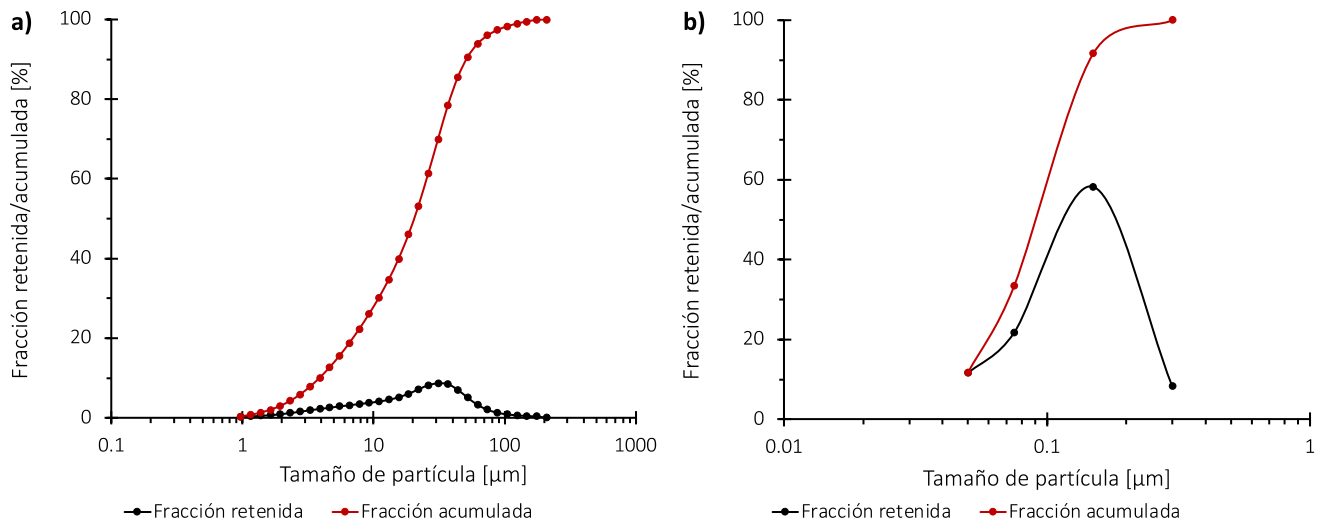 a)
Fracción retenida/acumulada [%]
100
80
60
40
20
0
0.1
1
10
100
1000
Tamaño de partícula [µm]
Fracción retenida
Fracción acumulada
b)
Fracción retenida/acumulada [%]
100
80
60
40
20
0
0.01
0.1
1
Tamaño de partícula [µm]
Fracción retenida
Fracción acumulada